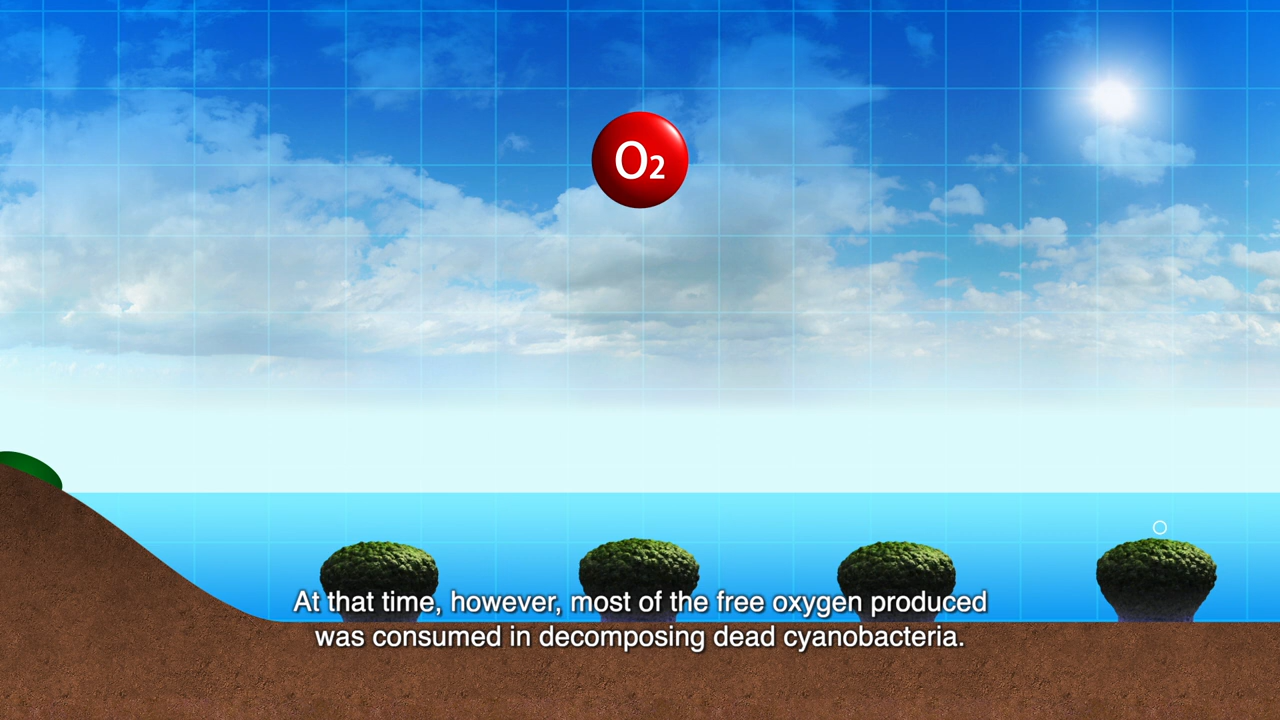 O₂
At that time, however, most of the free oxygen produced
was consumed in decomposing dead cyanobacteria.